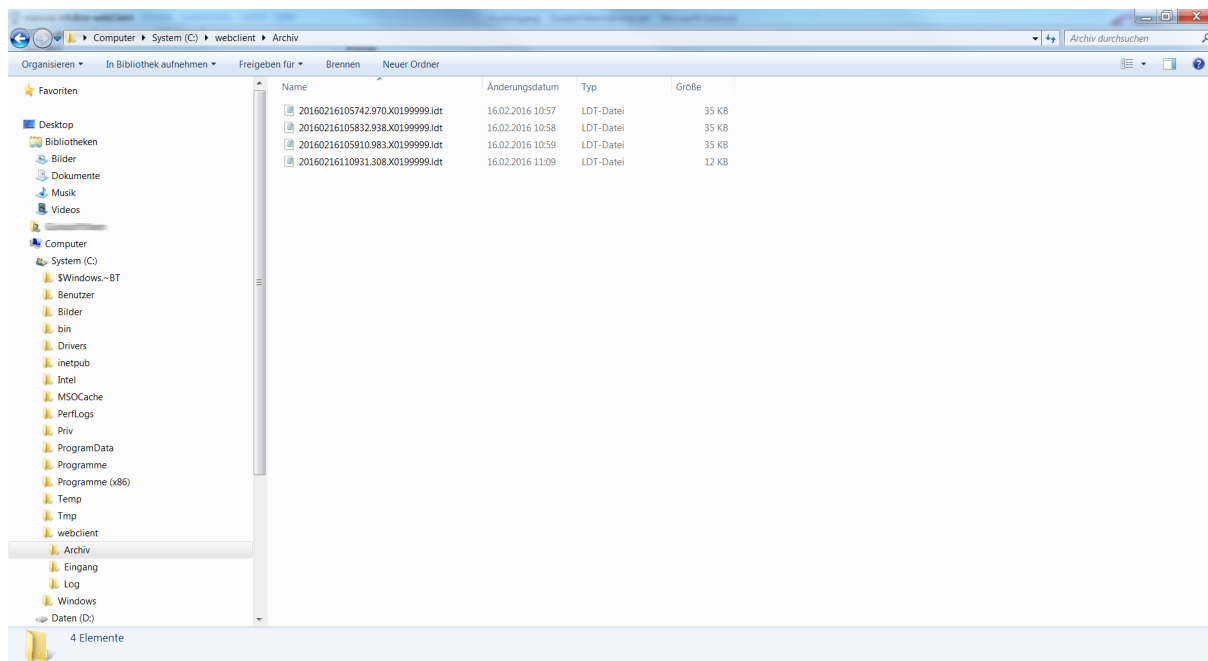 Computer ▸ System (C:) ▸ webclient ▸ Archiv
Archiv durchsuchen
Organisieren In Bibliothek aufnehmen Freigeben für Brennen Neuer Ordner
Favoriten
Desktop
Bibliotheken
Bilder
Dokumente
Musik
Videos
Computer
System (C:)
$Windows.~BT
Benutzer
Bilder
bin
Drivers
inetpub
Intel
MSOCache
PerfLogs
Priv
ProgramData
Programme
Programme (x86)
Temp
Tmp
webclient
Archiv
Eingang
Log
Windows
Daten (D:)
Name Änderungsdatum Typ Größe
20160216105742.970.X0199999.ldt 16.02.2016 10:57 LDT-Datei 35 KB
20160216105832.938.X0199999.ldt 16.02.2016 10:58 LDT-Datei 35 KB
20160216105910.983.X0199999.ldt 16.02.2016 10:59 LDT-Datei 35 KB
20160216110931.308.X0199999.ldt 16.02.2016 11:09 LDT-Datei 12 KB
4 Elemente